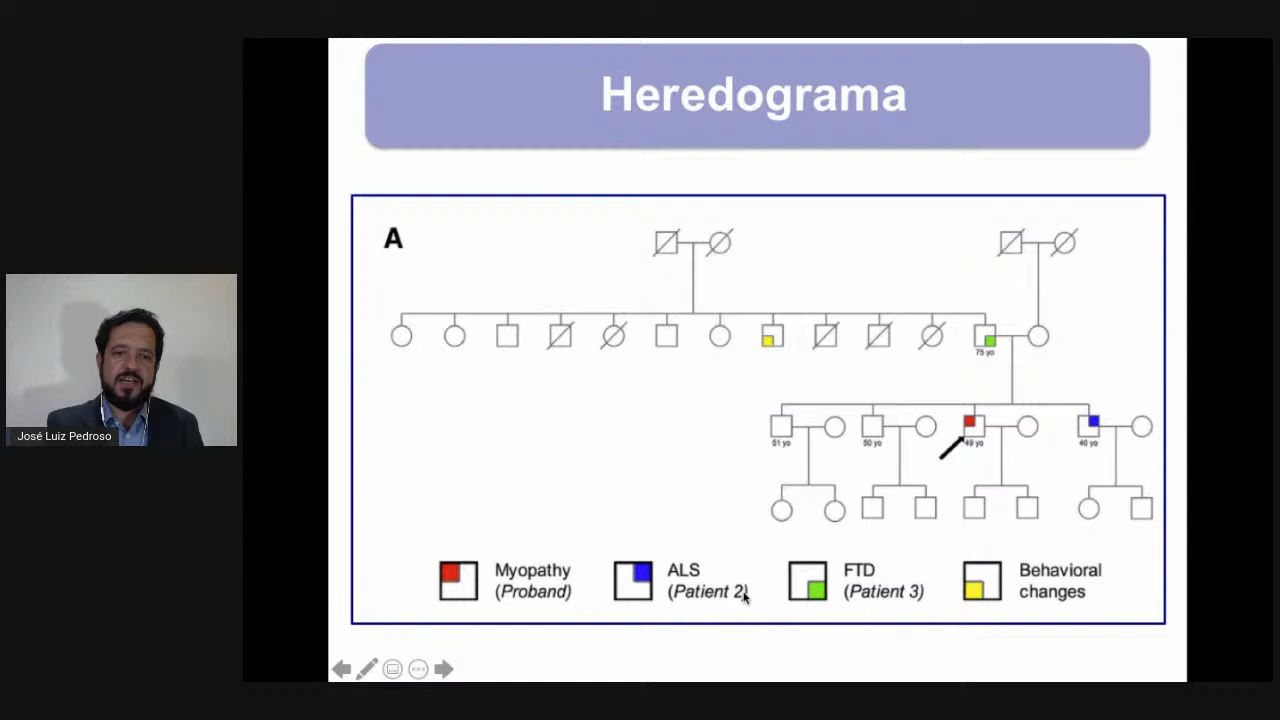 Heredograma
A
75 yo
51 yo
50 yo
49 yo
40 yo
José Luiz Pedroso
Myopathy
(Proband)
ALS
(Patient 2)
FTD
(Patient 3)
Behavioral
changes